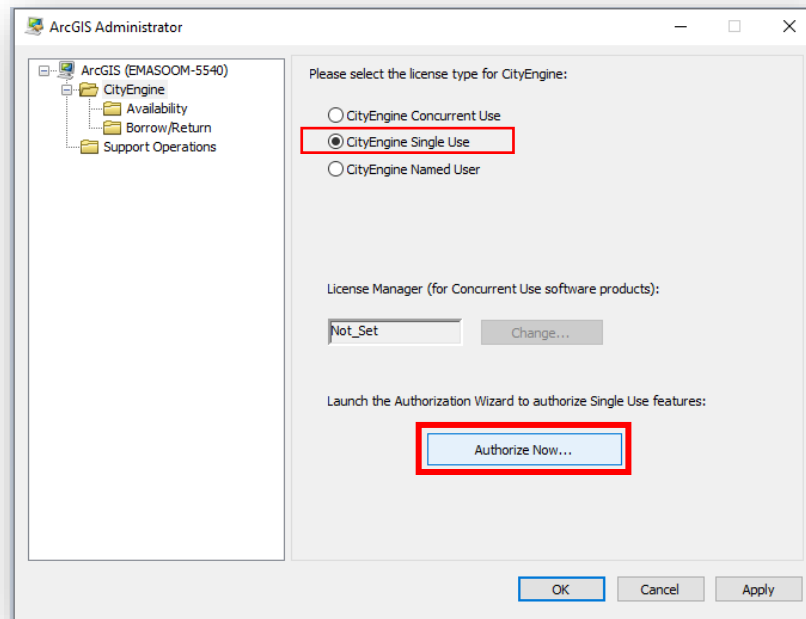 ArcGIS Administrator
ArcGIS (EMASOOM-5540)
CityEngine
Availability
Borrow/Return
Support Operations
Please select the license type for CityEngine:
CityEngine Concurrent Use
CityEngine Single Use
CityEngine Named User
License Manager (for Concurrent Use software products):
Not_Set
Change...
Launch the Authorization Wizard to authorize Single Use features:
Authorize Now...
OK
Cancel
Apply